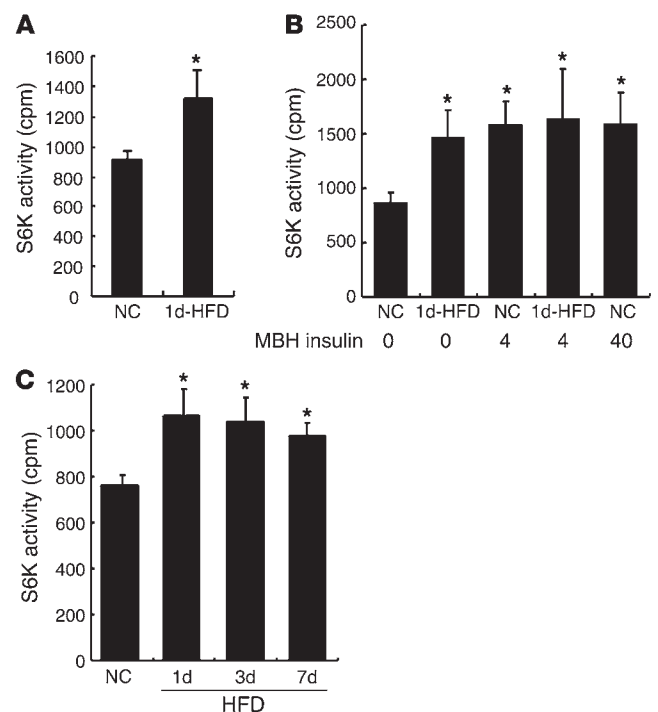 A
S6K activity (cpm)
1600
1400
1200
1000
800
600
400
200
0
*
NC 1d-HFD
B
S6K activity (cpm)
2500
2000
1500
1000
500
0
* * * *
NC 1d-HFD NC 1d-HFD NC
MBH insulin 0 0 4 4 40
C
S6K activity (cpm)
1200
1000
800
600
400
200
0
* * *
NC 1d 3d 7d
HFD